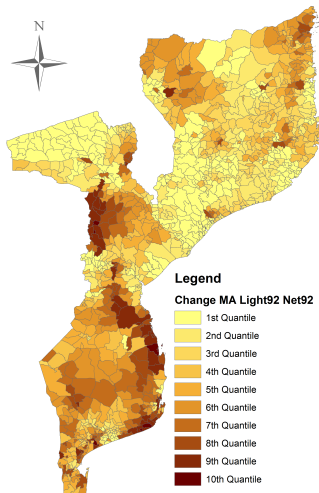 N
Legend
Change MA Light92 Net92
1st Quantile
2nd Quantile
3rd Quantile
4th Quantile
5th Quantile
6th Quantile
7th Quantile
8th Quantile
9th Quantile
10th Quantile